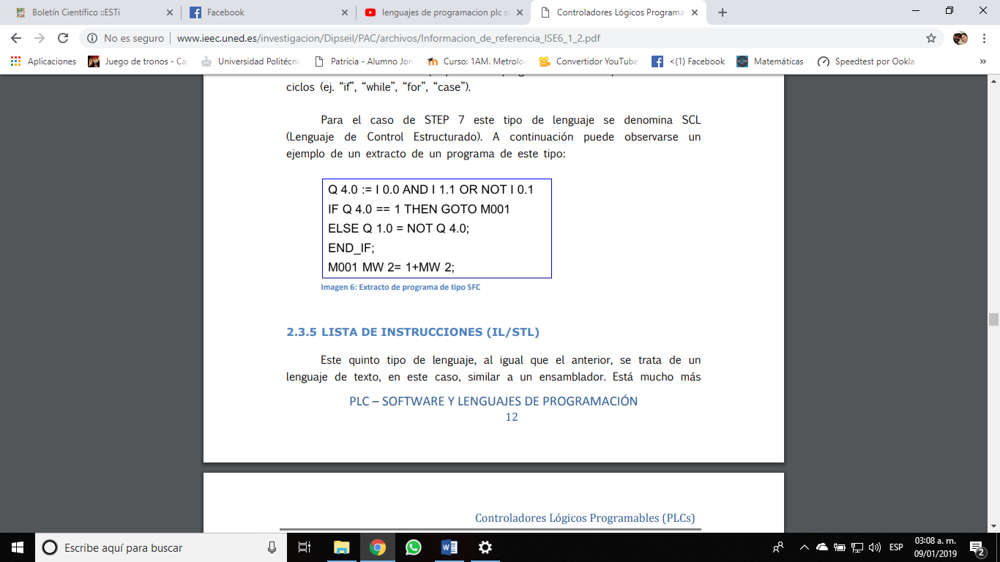 Boletín Científico ::ESTi
Facebook
lenguajes de programacion plc s
Controladores Lógicos Programa
No es seguro
www.ieec.uned.es/investigacion/Dipseil/PAC/archivos/Informacion_de_referencia_ISE6_1_2.pdf
Aplicaciones
Juego de tronos - Ca
Universidad Politécni
Patricia - Alumno Jon
Curso: 1AM. Metrolo
Convertidor YouTube
<(1) Facebook
Matemáticas
Speedtest por Ookla
»
ciclos (ej. “if”, “while”, “for”, “case”).
Para el caso de STEP 7 este tipo de lenguaje se denomina SCL
(Lenguaje de Control Estructurado). A continuación puede observarse un
ejemplo de un extracto de un programa de este tipo:
Q 4.0 := I 0.0 AND I 1.1 OR NOT I 0.1
IF Q 4.0 == 1 THEN GOTO M001
ELSE Q 1.0 = NOT Q 4.0;
END_IF;
M001 MW 2= 1+MW 2;
Imagen 6: Extracto de programa de tipo SFC
2.3.5 LISTA DE INSTRUCCIONES (IL/STL)
Este quinto tipo de lenguaje, al igual que el anterior, se trata de un
lenguaje de texto, en este caso, similar a un ensamblador. Está mucho más
PLC – SOFTWARE Y LENGUAJES DE PROGRAMACIÓN
12
Controladores Lógicos Programables (PLCs)
Escribe aquí para buscar
ESP
03:08 a. m.
09/01/2019
2